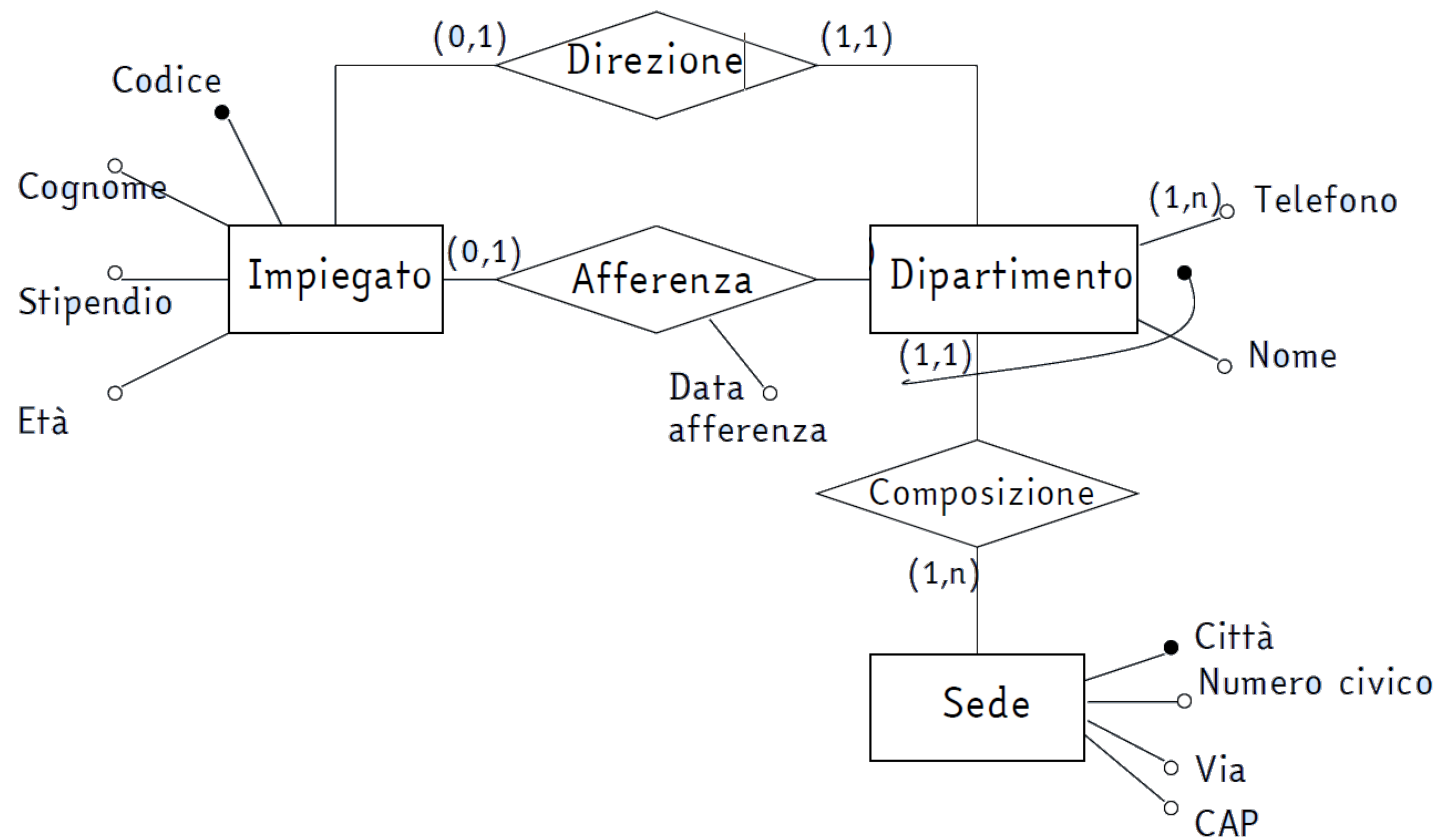 (0,1)
Direzione
(1,1)
Codice
Cognome
(1,n)
Telefono
Impiegato
(0,1)
Afferenza
)
Dipartimento
Stipendio
(1,1)
Nome
Data
afferenza
Età
Composizione
(1,n)
Città
Numero civico
Sede
Via
CAP